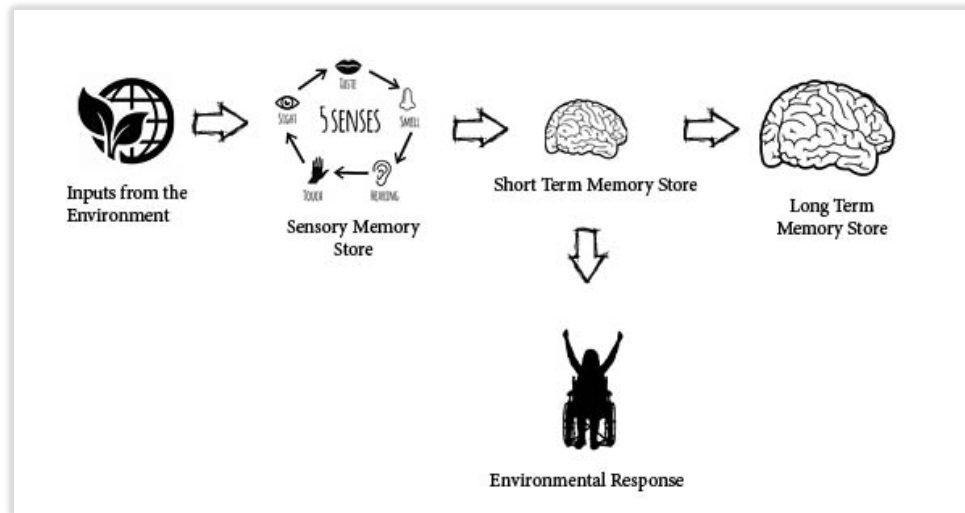 TASTE
SIGHT
5 SENSES
SMELL
TOUCH
HEARING
Inputs from the
Environment
Sensory Memory
Store
Short Term Memory Store
Long Term
Memory Store
Environmental Response